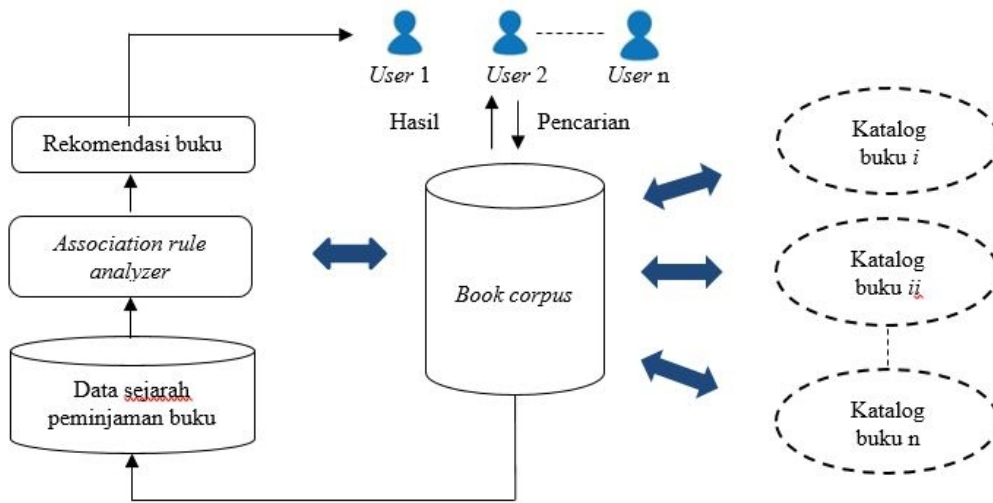 User 1
User 2
User n
Hasil
Pencarian
Rekomendasi buku
Association rule
analyzer
Data sejarah
peminjaman buku
Book corpus
Katalog
buku i
Katalog
buku ii
Katalog
buku n